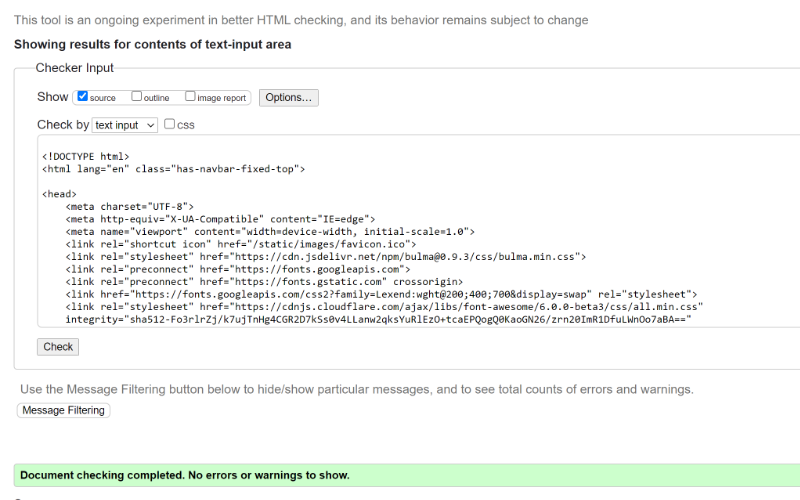 This tool is an ongoing experiment in better HTML checking, and its behavior remains subject to change
Showing results for contents of text-input area
Checker Input
Show source outline image report Options...
Check by text input css
<!DOCTYPE html>
<html lang="en" class="has-navbar-fixed-top">
<head>
<meta charset="UTF-8">
<meta http-equiv="X-UA-Compatible" content="IE=edge">
<meta name="viewport" content="width=device-width, initial-scale=1.0">
<link rel="shortcut icon" href="/static/images/favicon.ico">
<link rel="stylesheet" href="https://cdn.jsdelivr.net/npm/bulma@0.9.3/css/bulma.min.css">
<link rel="preconnect" href="https://fonts.googleapis.com">
<link rel="preconnect" href="https://fonts.gstatic.com" crossorigin>
<link href="https://fonts.googleapis.com/css2?family=Lexend:wght@200;400;700&display=swap" rel="stylesheet">
<link rel="stylesheet" href="https://cdnjs.cloudflare.com/ajax/libs/font-awesome/6.0.0-beta3/css/all.min.css"
integrity="sha512-Fo3rlrZj/k7ujTnHg4CGR2D7kSs0v4LLanw2qksYuRlEzO+tcaEPQogQ0KaoGN26/zrn20ImR1DfuLWnOo7aBA=="
Check
Use the Message Filtering button below to hide/show particular messages, and to see total counts of errors and warnings.
Message Filtering
Document checking completed. No errors or warnings to show.